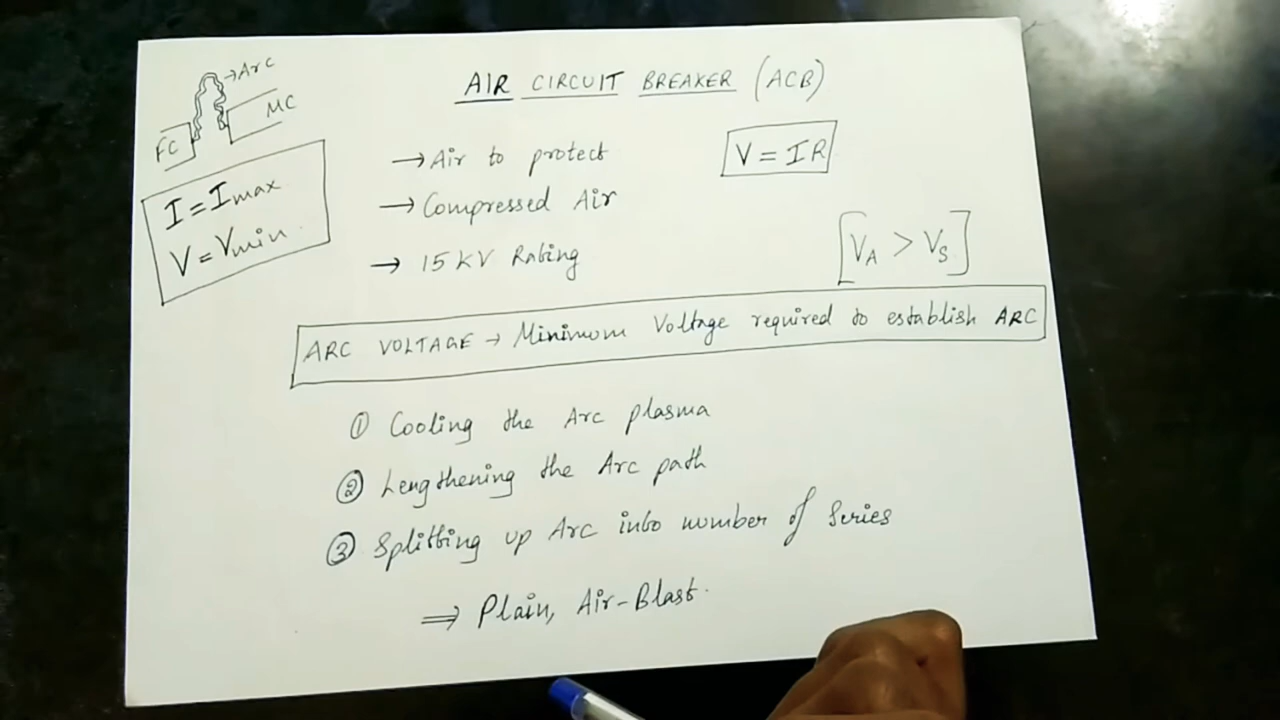 →Arc
MC
FC
I = Imax
V = Vmin.
AIR CIRCUIT BREAKER (ACB)
→ Air to protect
→ Compressed Air
→ 15 kV Rating
V = IR
[VA > VS]
ARC VOLTAGE → Minimum Voltage required to establish ARC
① Cooling the Arc plasma
② Lengthening the Arc path
③ Splitting up Arc into number of Series
⇒ Plain, Air-Blast.